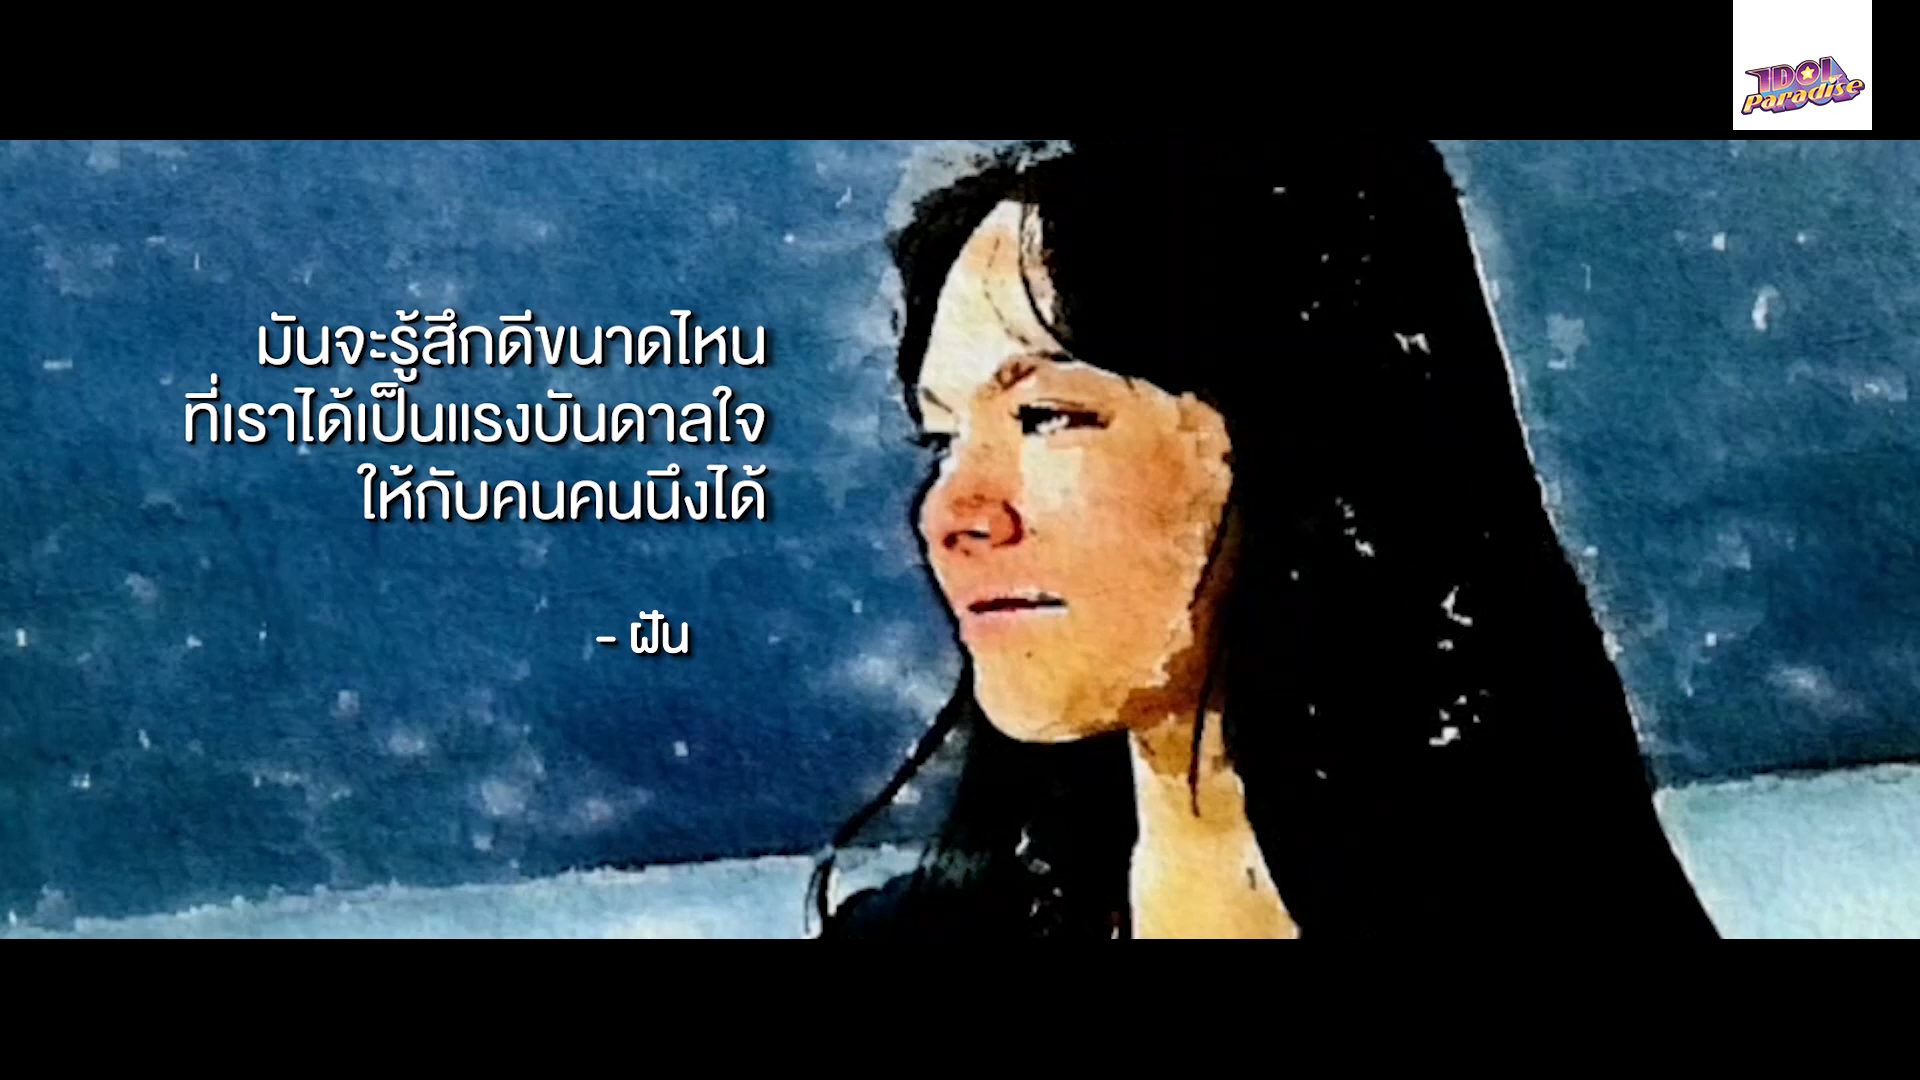 IDOL
Paradise
มันจะรู้สึกดีขนาดไหน
ที่เราได้เป็นแรงบันดาลใจ
ให้กับคนคนนึงได้
- ฝัน